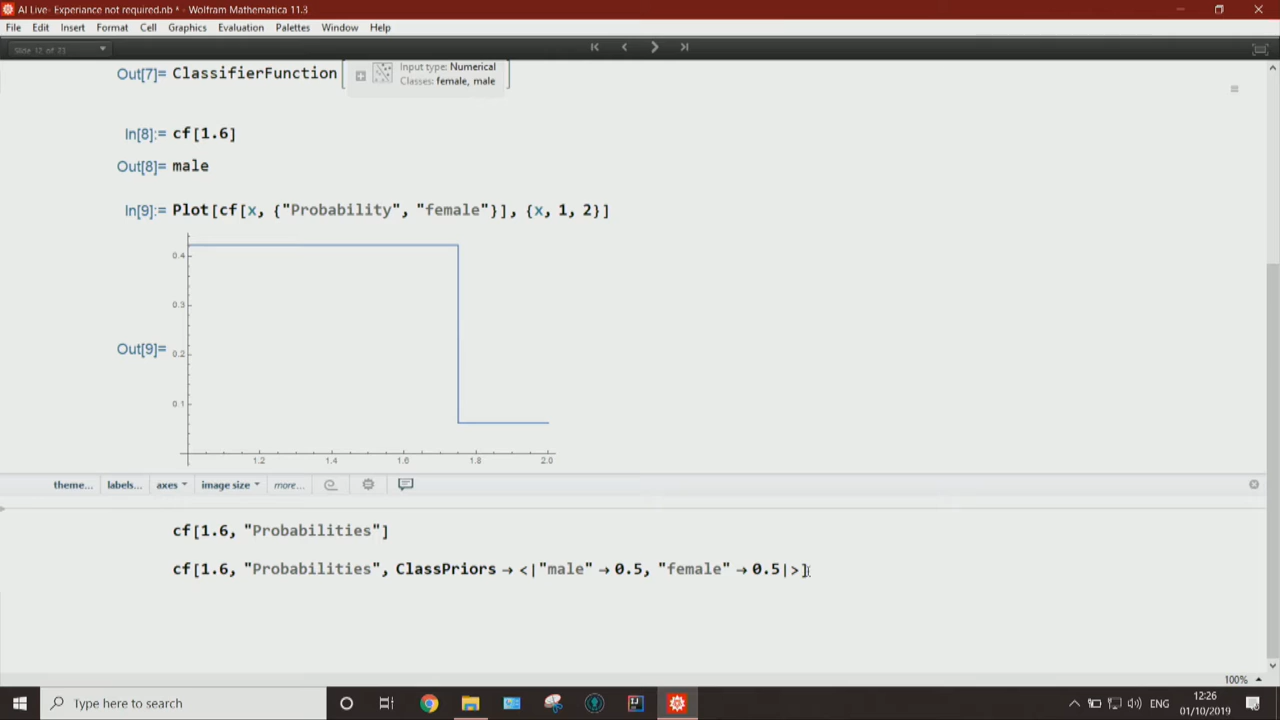 AI Live- Experiance not required.nb * - Wolfram Mathematica 11.3
File Edit Insert Format Cell Graphics Evaluation Palettes Window Help
Slide 12 of 23
Out[7]= ClassifierFunction[
Input type: Numerical
Classes: female, male
]
In[8]:= cf[1.6]
Out[8]= male
In[9]:= Plot[cf[x, {"Probability", "female"}], {x, 1, 2}]
0.4
0.3
Out[9]=
0.2
0.1
1.2 1.4 1.6 1.8 2.0
theme... labels... axes image size more...
cf[1.6, "Probabilities"]
cf[1.6, "Probabilities", ClassPriors → <|"male" → 0.5, "female" → 0.5|>]
100%
Type here to search
ENG
12:26
01/10/2019